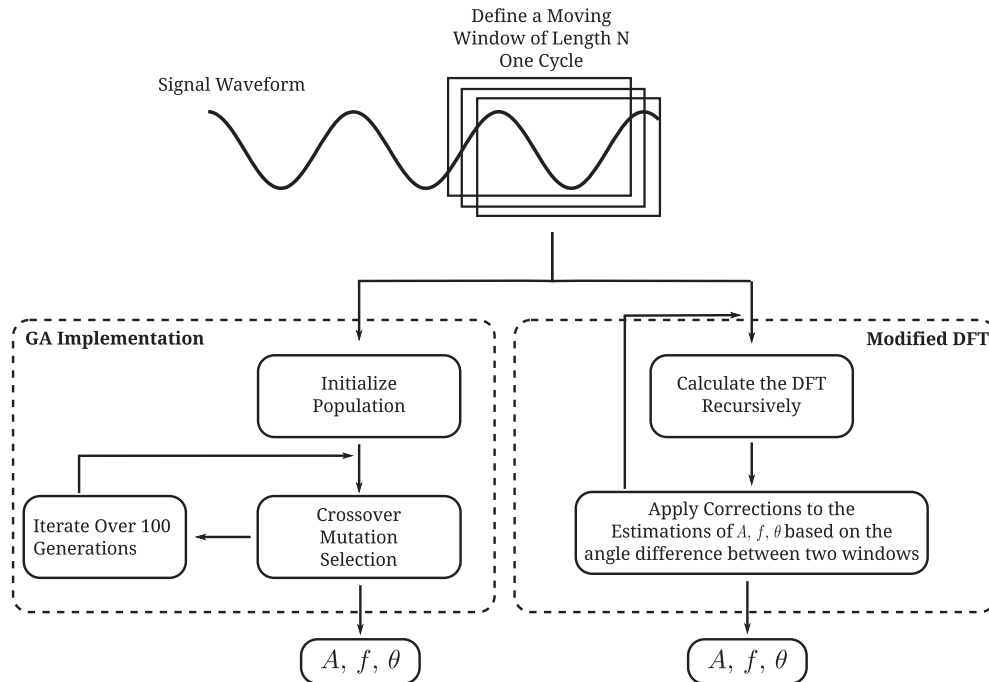 Define a Moving
Window of Length N
One Cycle
Signal Waveform
GA Implementation
Initialize
Population
Iterate Over 100
Generations
Crossover
Mutation
Selection
A, f, θ
Modified DFT
Calculate the DFT
Recursively
Apply Corrections to the
Estimations of A, f, θ based on the
angle difference between two windows
A, f, θ